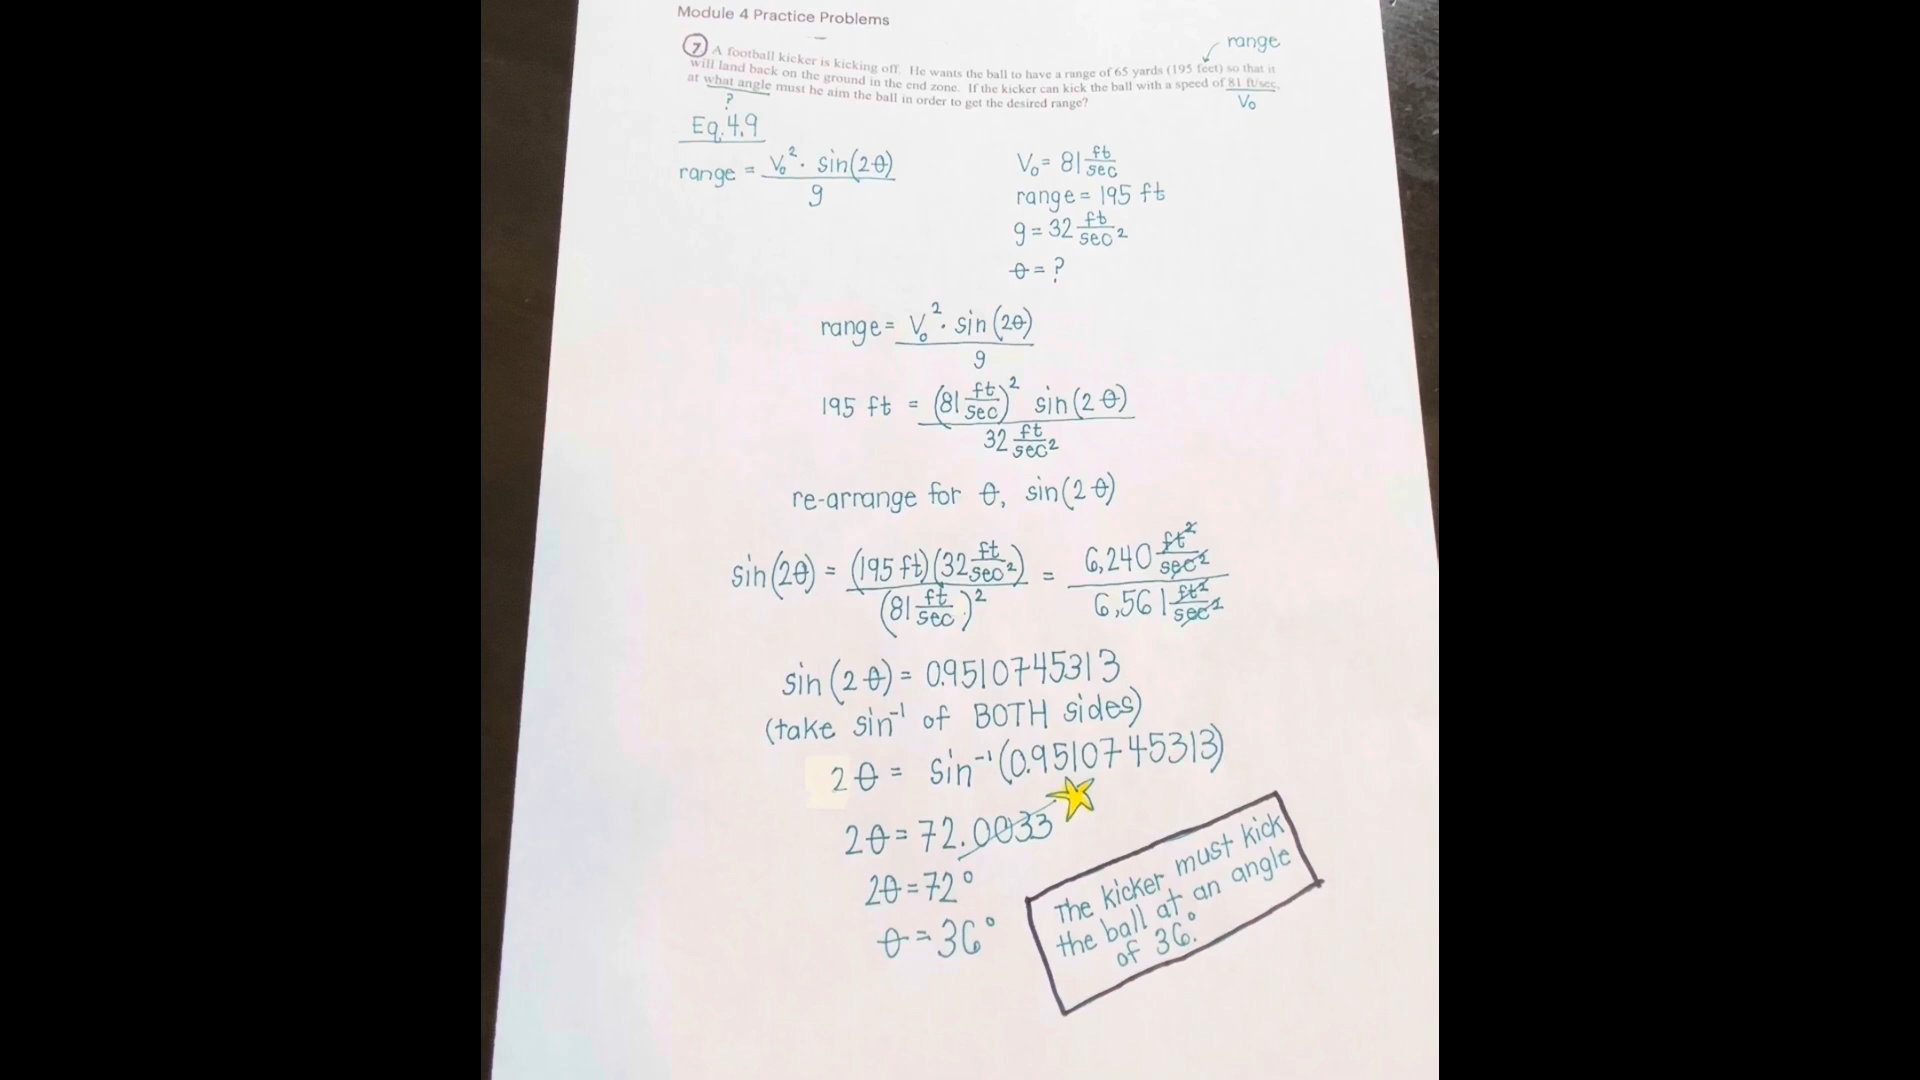 Module 4 Practice Problems
range
7 A football kicker is kicking off. He wants the ball to have a range of 65 yards (195 feet) so that it
will land back on the ground in the end zone. If the kicker can kick the ball with a speed of 81 ft/sec,
at what angle must he aim the ball in order to get the desired range?
? V₀
Eq. 4.9
range = V₀² · sin(2θ) / g
V₀ = 81 ft/sec
range = 195 ft
g = 32 ft/sec²
θ = ?
range = V₀² · sin(2θ) / g
195 ft = (81 ft/sec)² sin(2θ) / 32 ft/sec²
re-arrange for θ, sin(2θ)
sin(2θ) = (195 ft)(32 ft/sec²) / (81 ft/sec)² = 6,240 ft²/sec² / 6,561 ft²/sec²
sin(2θ) = 0.9510745313
(take sin⁻¹ of BOTH sides)
2θ = sin⁻¹(0.9510745313)
2θ = 72.0033
2θ = 72°
θ = 36°
The kicker must kick
the ball at an angle
of 36°.